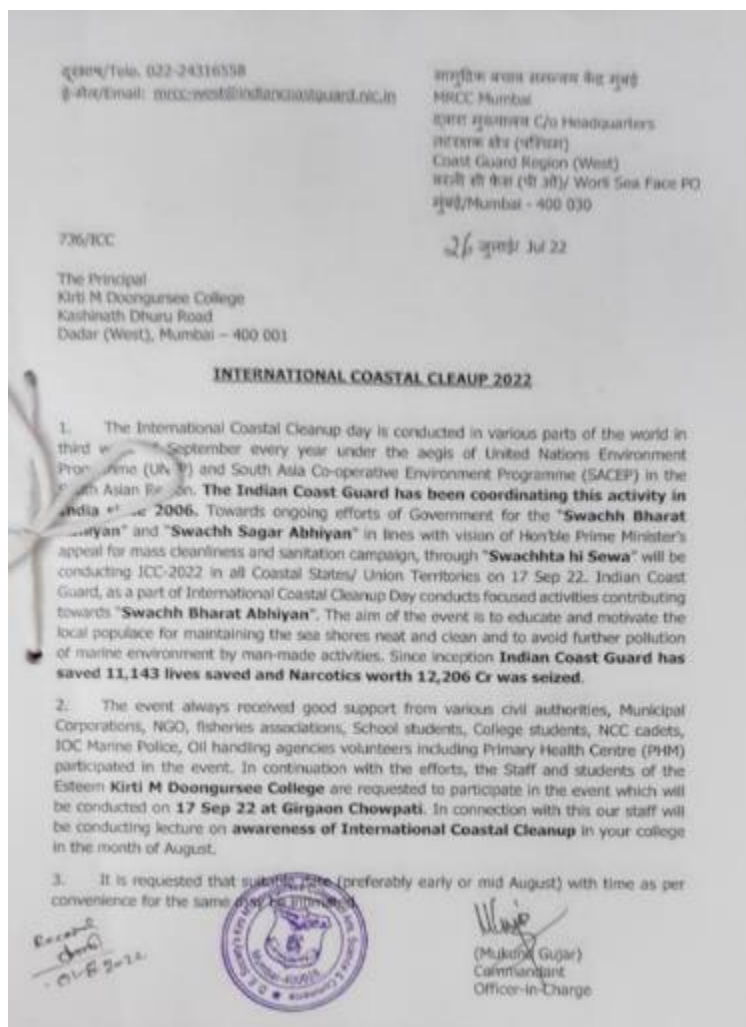 दूरभाष/Tele. 022-24316558
ई-मेल/Email: mrcc-west@indiancoastguard.nic.in
सामुद्रिक बचाव समन्वय केंद्र मुंबई
MRCC Mumbai
द्वारा मुख्यालय C/o Headquarters
तटरक्षक क्षेत्र (पश्चिम)
Coast Guard Region (West)
वरली सी फेस (पी ओ)/ Worli Sea Face PO
मुंबई/Mumbai - 400 030
736/ICC
26 जुलाई/ Jul 22
The Principal
Kirti M Doongursee College
Kashinath Dhuru Road
Dadar (West), Mumbai – 400 001
INTERNATIONAL COASTAL CLEAUP 2022
1. The International Coastal Cleanup day is conducted in various parts of the world in
third September every year under the aegis of United Nations Environment
and South Asia Co-operative Environment Programme (SACEP) in the
Asian The Indian Coast Guard has been coordinating this activity in
2006. Towards ongoing efforts of Government for the "Swachh Bharat
and "Swachh Sagar Abhiyan" in lines with vision of Hon'ble Prime Minister's
appeal for mass cleanliness and sanitation campaign, through "Swachhta hi Sewa" will be
conducting ICC-2022 in all Coastal States/ Union Territories on 17 Sep 22. Indian Coast
Guard, as a part of International Coastal Cleanup Day conducts focused activities contributing
towards "Swachh Bharat Abhiyan". The aim of the event is to educate and motivate the
local populace for maintaining the sea shores neat and clean and to avoid further pollution
of marine environment by man-made activities. Since inception Indian Coast Guard has
saved 11,143 lives saved and Narcotics worth 12,206 Cr was seized.
2. The event always received good support from various civil authorities, Municipal
Corporations, NGO, fisheries associations, School students, College students, NCC cadets,
IOC Marine Police, Oil handling agencies volunteers including Primary Health Centre (PHM)
participated in the event. In continuation with the efforts, the Staff and students of the
Esteem Kirti M Doongursee College are requested to participate in the event which will
be conducted on 17 Sep 22 at Girgaon Chowpati. In connection with this our staff will
be conducting lecture on awareness of International Coastal Cleanup in your college
in the month of August.
3. It is requested that suitable date (preferably early or mid August) with time as per
convenience for the same may be intimated.
Mumbai-400028
(Mukund Gujar)
Commandant
Officer-in-Charge